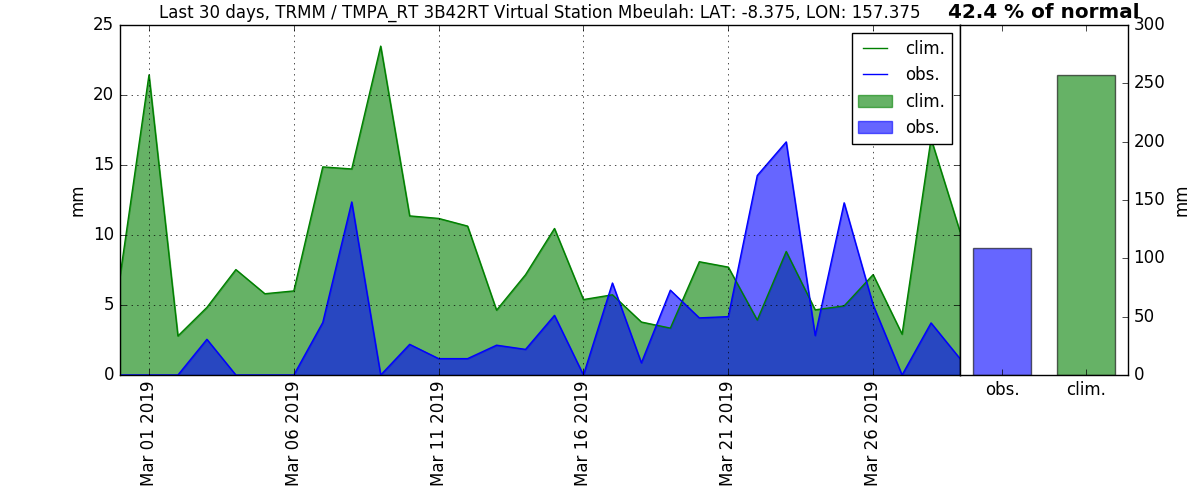 Last 30 days, TRMM / TMPA_RT 3B42RT Virtual Station Mbeulah: LAT: -8.375, LON: 157.375
42.4 % of normal
25
20
15
10
5
0
mm
clim.
obs.
clim.
obs.
Mar 01 2019
Mar 06 2019
Mar 11 2019
Mar 16 2019
Mar 21 2019
Mar 26 2019
300
250
200
150
100
50
0
mm
obs.
clim.